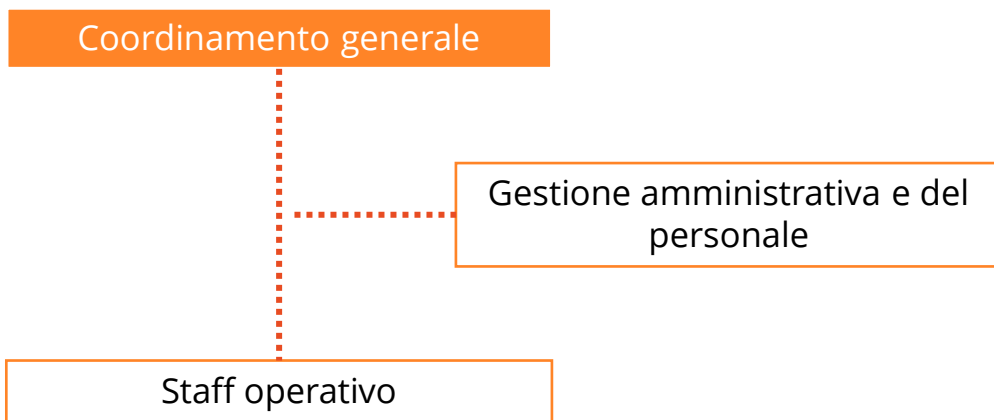 Coordinamento generale
Gestione amministrativa e del
personale
Staff operativo